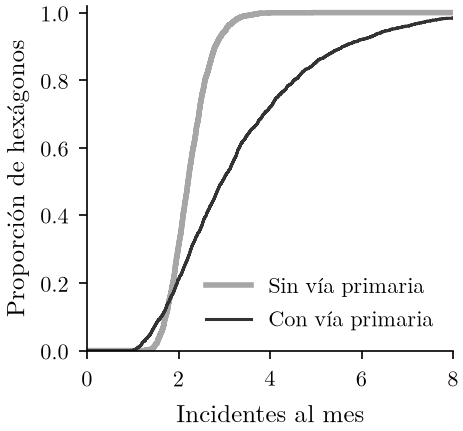 Proporción de hexágonos
1.0
0.8
0.6
0.4
0.2
0.0
Sin vía primaria
Con vía primaria
0 2 4 6 8
Incidentes al mes